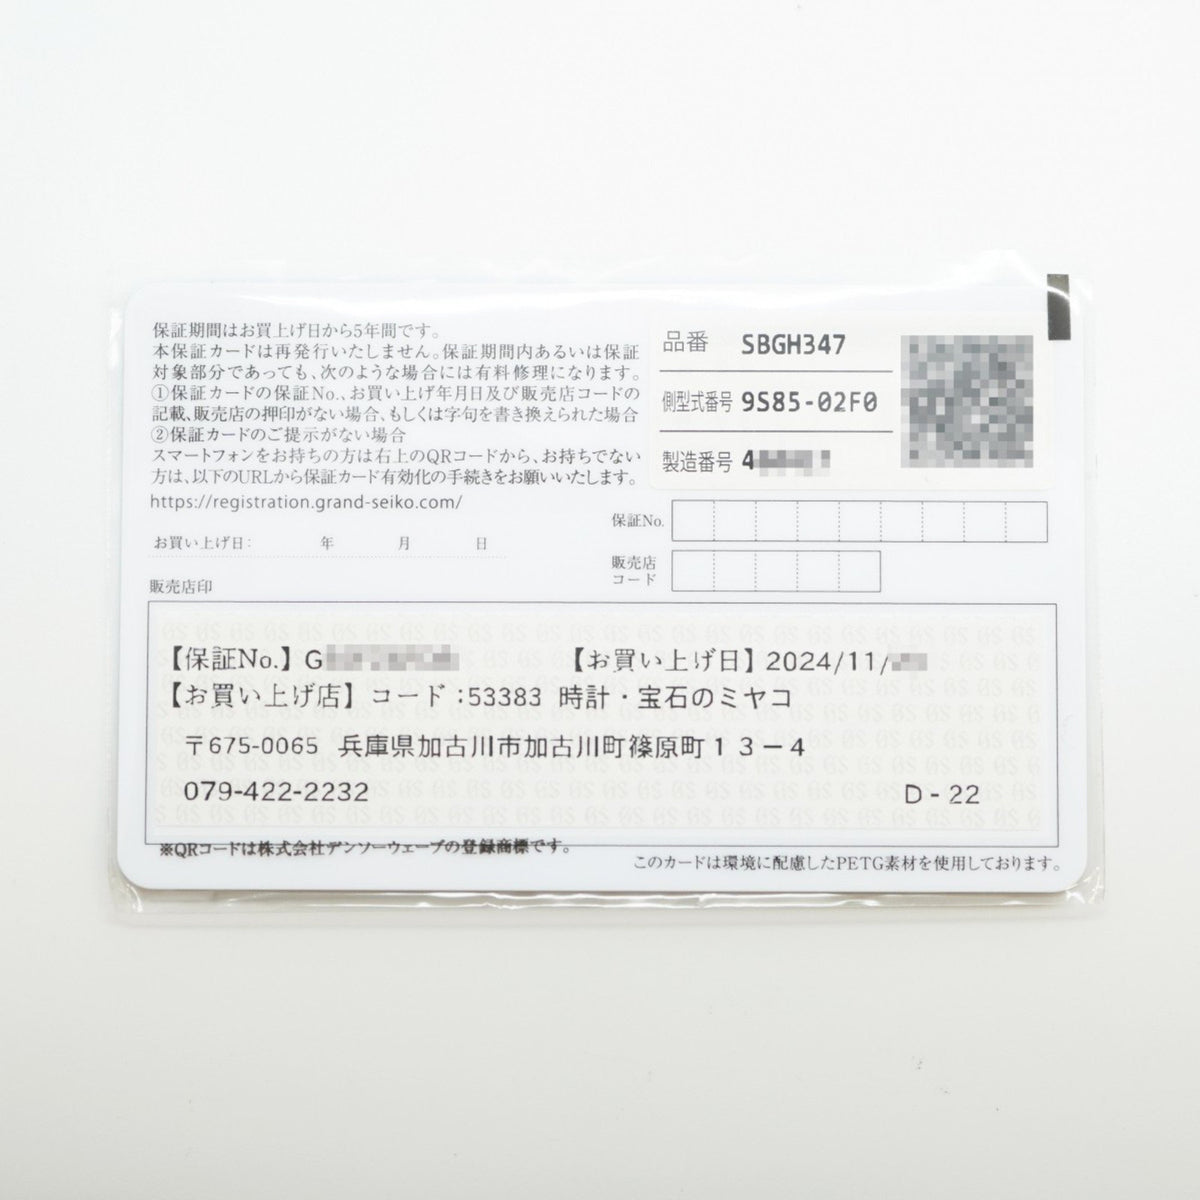 保証期間はお買上げ日から5年間です。
本保証カードは再発行いたしません。保証期間内あるいは保証
対象部分であっても、次のような場合には有料修理になります。
①保証カードの保証No.、お買い上げ年月日及び販売店コードの
記載、販売店の押印がない場合、もしくは字句を書き換えられた場合
②保証カードのご提示がない場合
スマートフォンをお持ちの方は右上のQRコードから、お持ちでない
方は、以下のURLから保証カード有効化の手続きをお願いいたします。
https://registration.grand-seiko.com/
品番 SBGH347
側型式番号 9S85-02F0
製造番号 4
保証No.
販売店
コード
お買い上げ日: 年 月 日
販売店印
【保証No.】G 【お買い上げ日】2024/11/
【お買い上げ店】コード:53383 時計・宝石のミヤコ
〒675-0065 兵庫県加古川市加古川町篠原町13-4
079-422-2232 D-22
※QRコードは株式会社デンソーウェーブの登録商標です。
このカードは環境に配慮したPETG素材を使用しております。